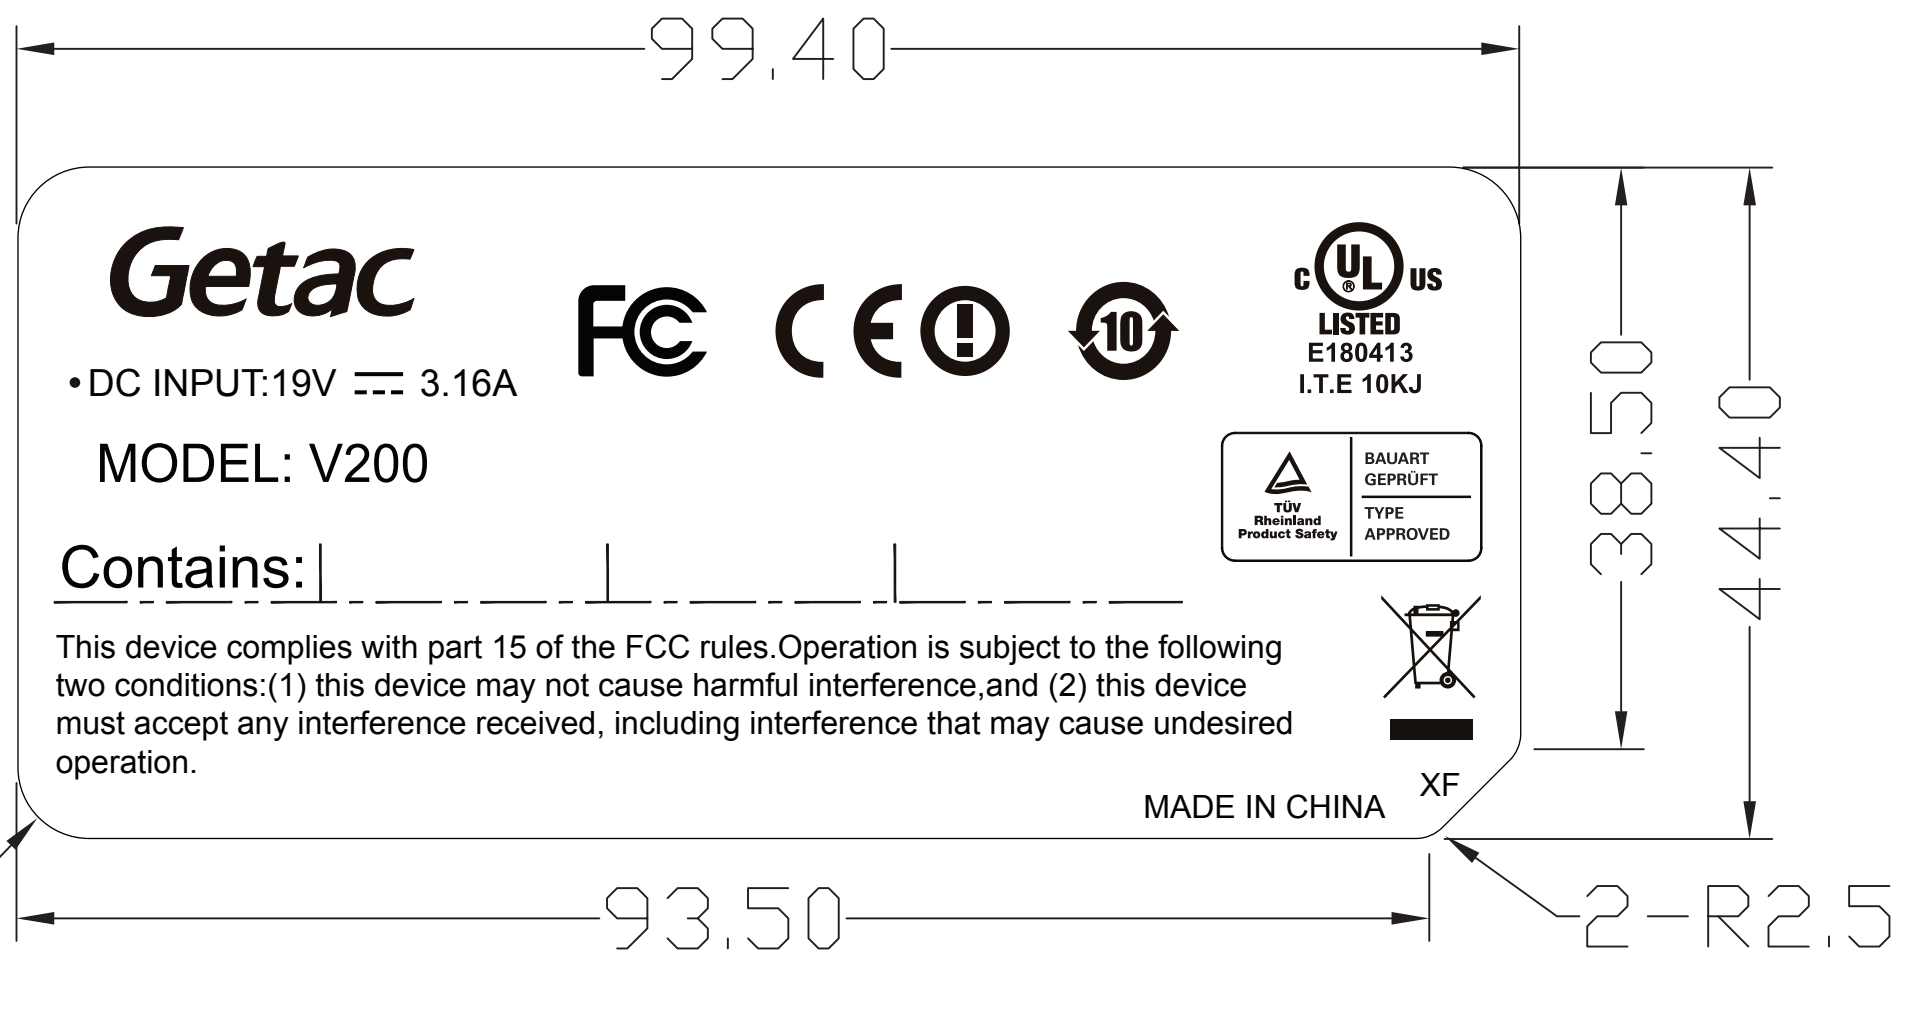 99.40
Getac
FC
CE
10
C UL US
®
LISTED
E180413
I.T.E 10KJ
•DC INPUT:19V 3.16A
MODEL: V200
TÜV
Rheinland
Product Safety
BAUART
GEPRÜFT
TYPE
APPROVED
38.50
44.40
Contains:
This device complies with part 15 of the FCC rules.Operation is subject to the following
two conditions:(1) this device may not cause harmful interference,and (2) this device
must accept any interference received, including interference that may cause undesired
operation.
XF
MADE IN CHINA
93.50
2-R2.5